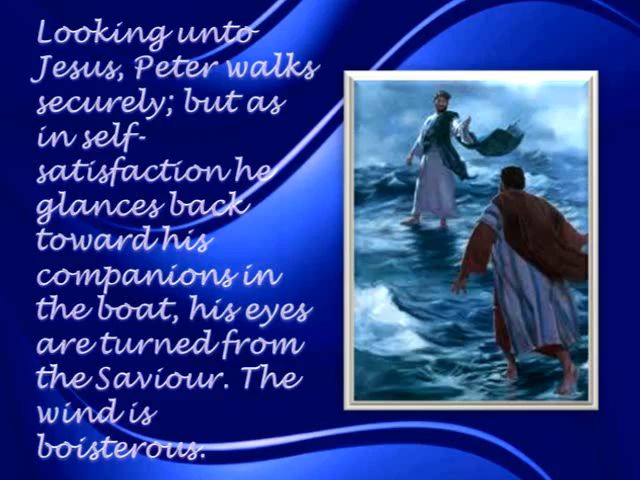 Looking unto
Jesus, Peter walks
securely; but as
in self-
satisfaction he
glances back
toward his
companions in
the boat, his eyes
are turned from
the Saviour. The
wind is
boisterous.